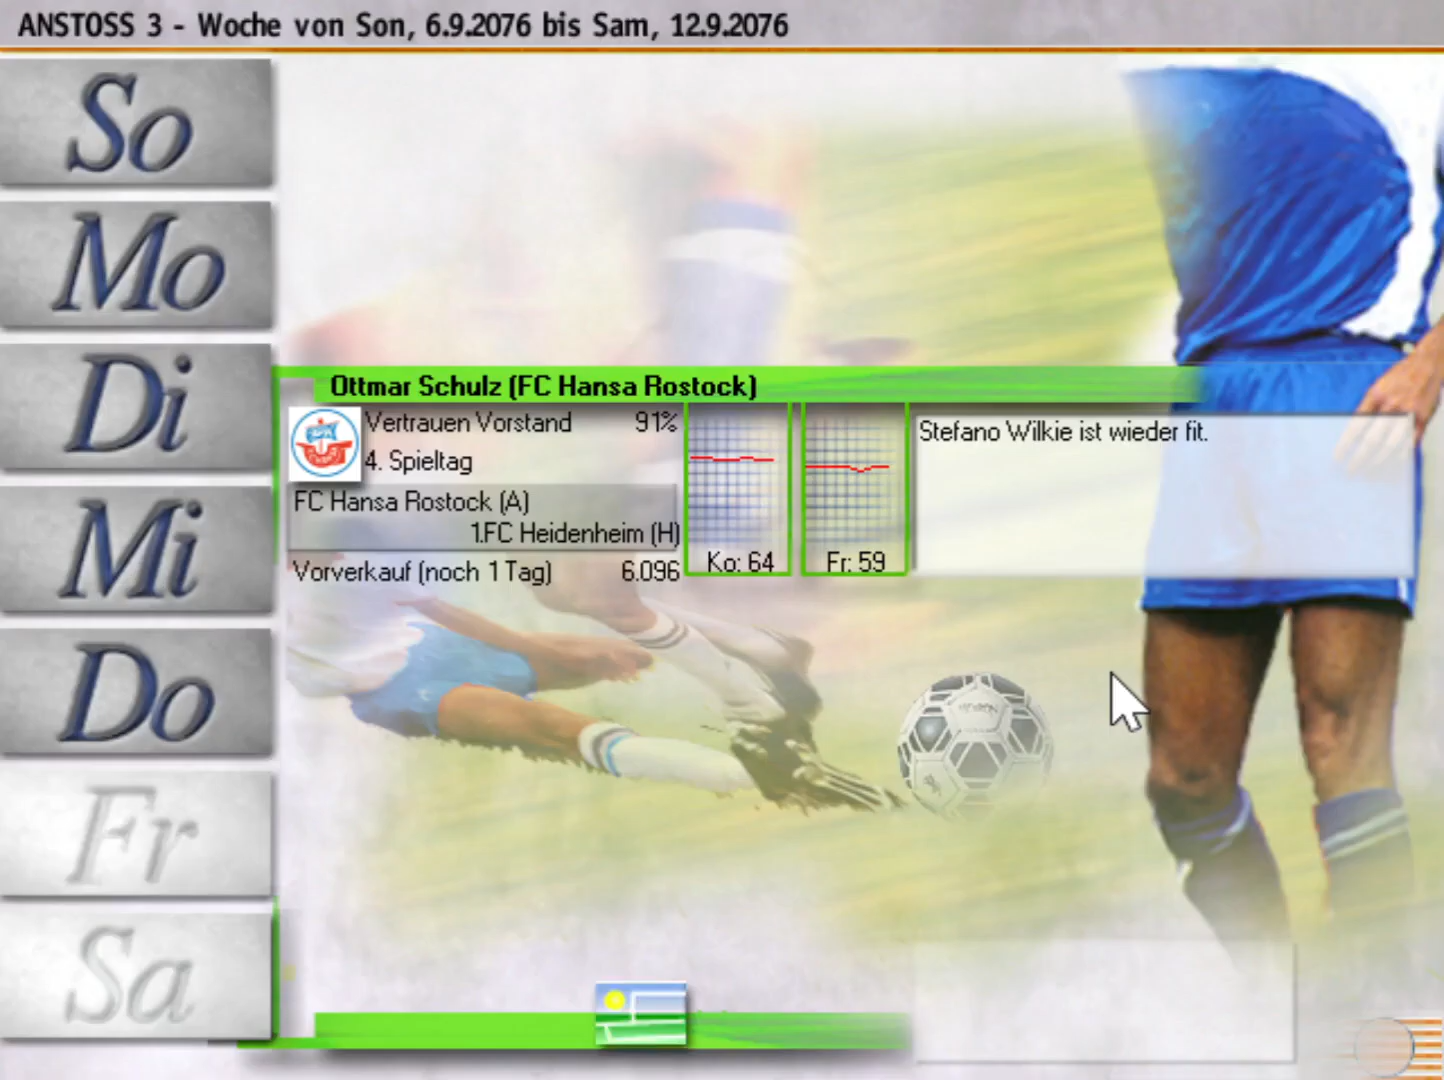 ANSTOSS 3 - Woche von Son, 6.9.2076 bis Sam, 12.9.2076
So
Mo
Di
Mi
Do
Fr
Sa
Ottmar Schulz (FC Hansa Rostock)
Vertrauen Vorstand 91%
4. Spieltag
FC Hansa Rostock (A)
1.FC Heidenheim (H)
Vorverkauf (noch 1 Tag) 6.096
Ko: 64
Fr: 59
Stefano Wilkie ist wieder fit.